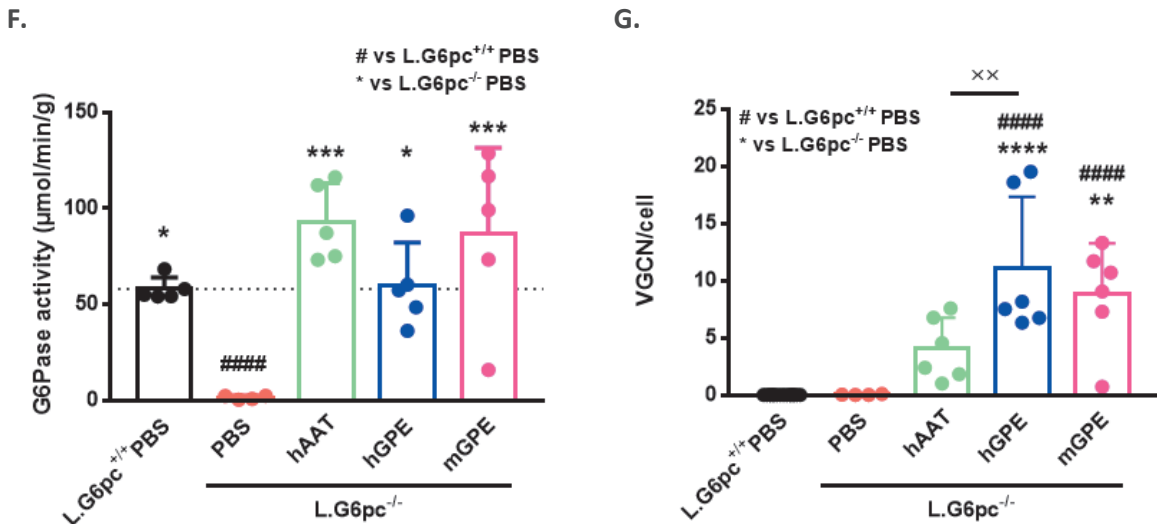 F.
# vs L.G6pc+/+ PBS
* vs L.G6pc-/- PBS
G6Pase activity (µmol/min/g)
150
100
50
0
*
####
***
*
***
L.G6pc+/+ PBS
PBS
hAAT
hGPE
mGPE
L.G6pc-/-
G.
××
# vs L.G6pc+/+ PBS
* vs L.G6pc-/- PBS
VGCN/cell
25
20
15
10
5
0
####
****
####
**
L.G6pc+/+ PBS
PBS
hAAT
hGPE
mGPE
L.G6pc-/-